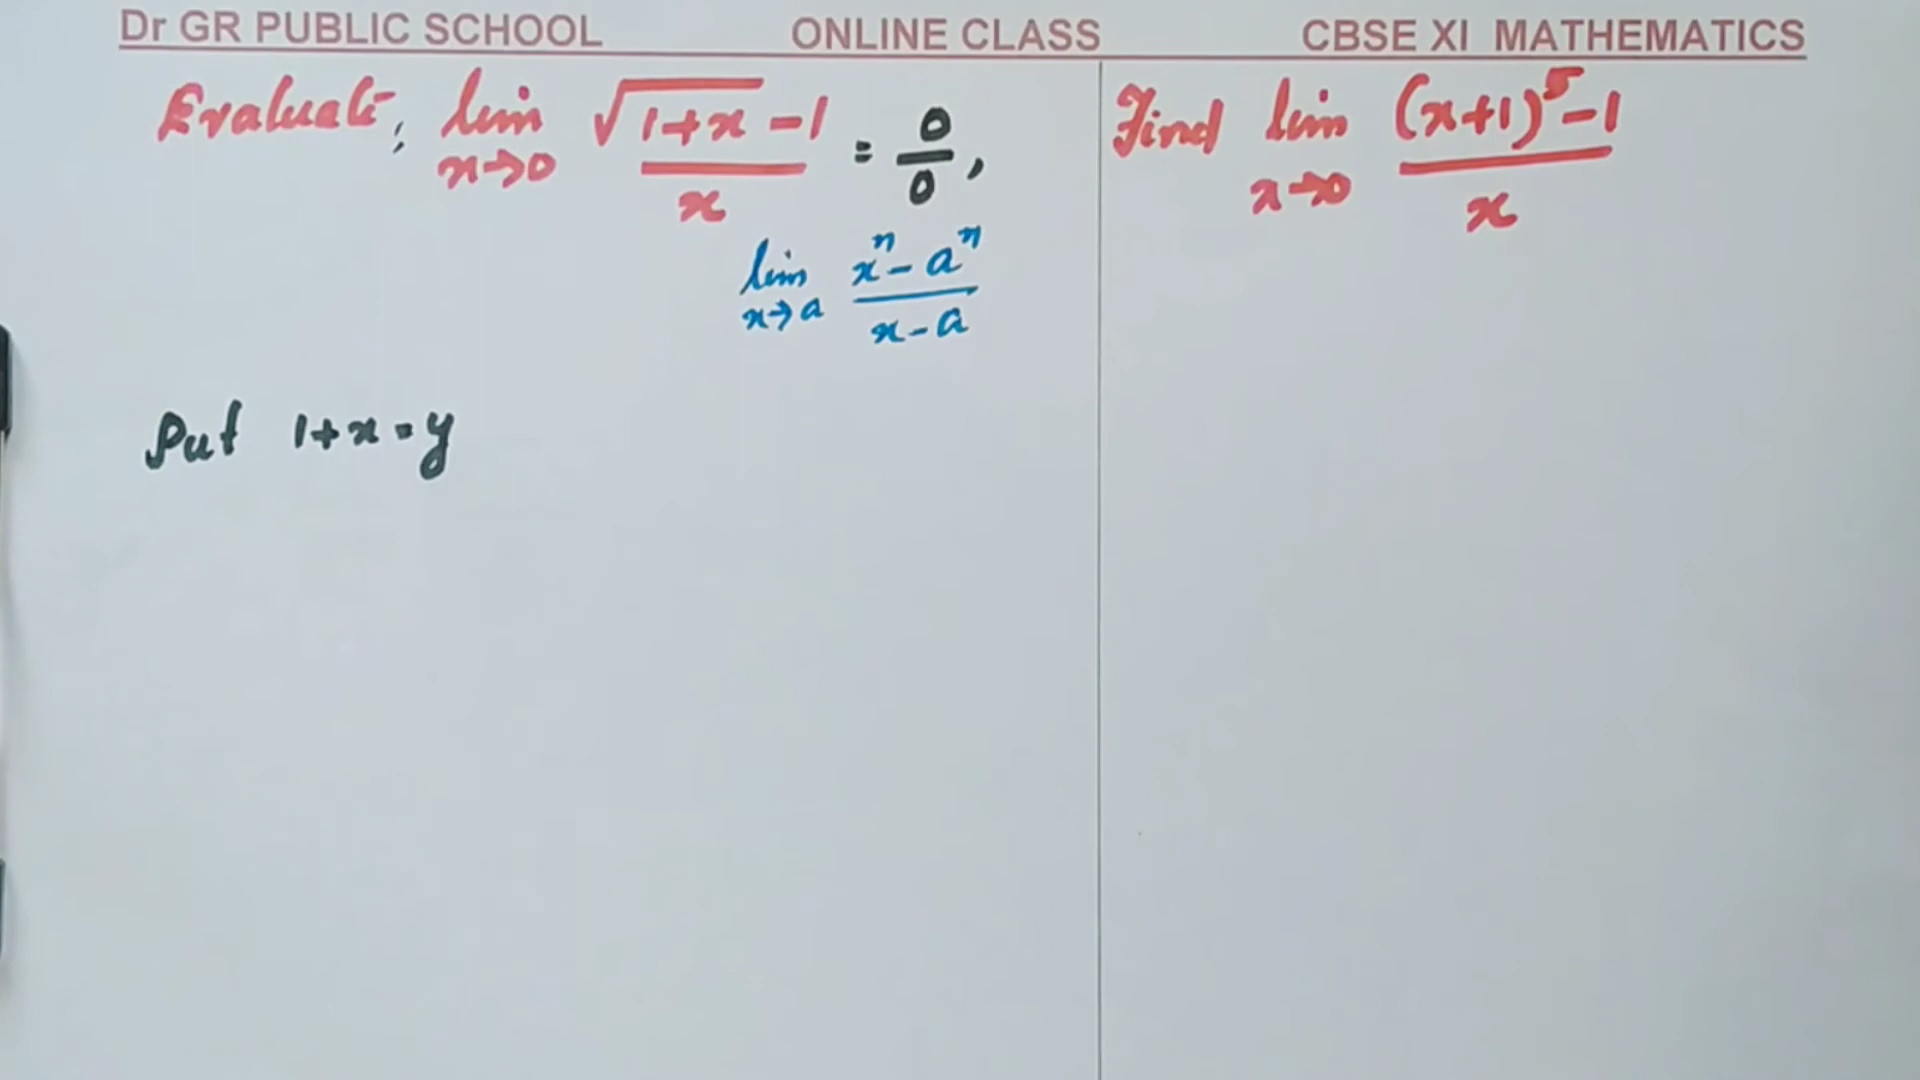 Dr GR PUBLIC SCHOOL ONLINE CLASS CBSE XI MATHEMATICS
Evaluate, lim x→0 (√(1+x) - 1)/x = 0/0,
lim x→a (xⁿ - aⁿ)/(x - a)
Put 1+x = y
Find lim x→0 ((x+1)⁵ - 1)/x